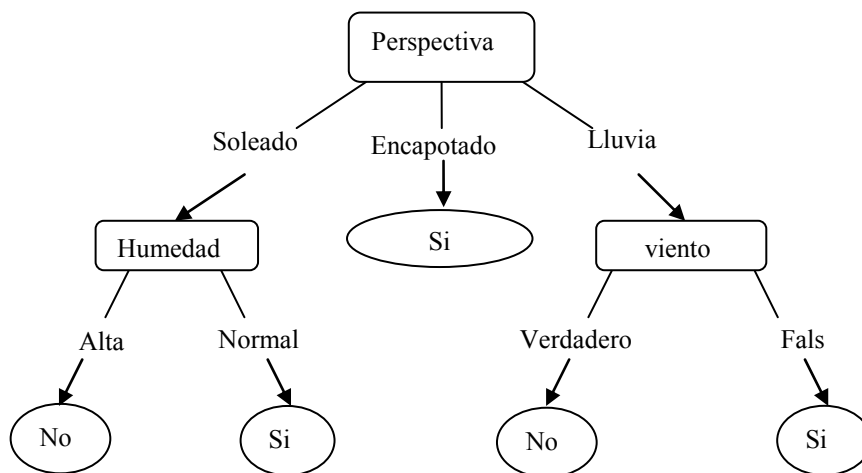 Perspectiva
Soleado Encapotado Lluvia
Humedad Si viento
Alta Normal Verdadero Fals
No Si No Si